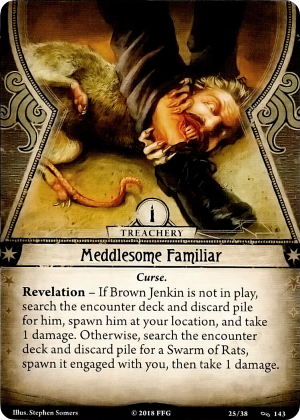 TREACHERY
Meddlesome Familiar
Curse.
Revelation – If Brown Jenkin is not in play,
search the encounter deck and discard pile
for him, spawn him at your location, and take
1 damage. Otherwise, search the encounter
deck and discard pile for a Swarm of Rats,
spawn it engaged with you, then take 1 damage.
Illus. Stephen Somers
© 2018 FFG
25/38
143